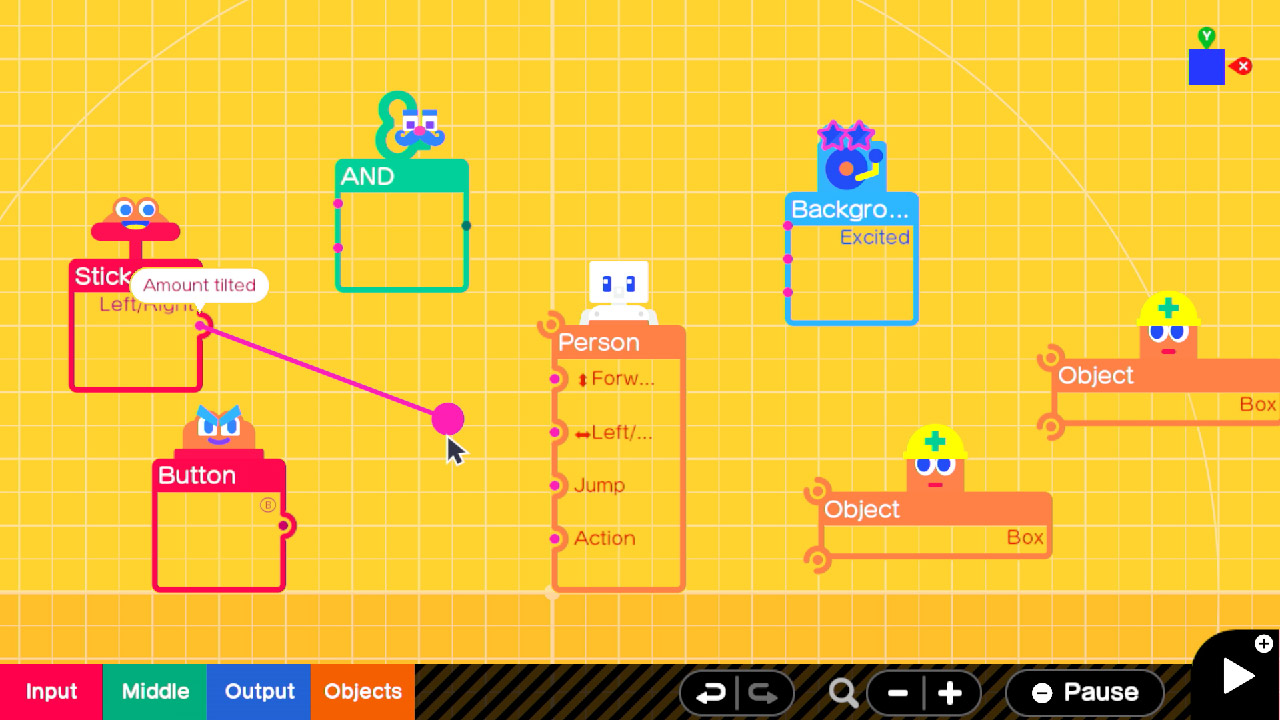 Y
X
AND
Backgro...
Excited
Stick
Amount tilted
Left/Right
Person
Forw...
Left/...
Jump
Action
Button
B
Object
Box
Object
Box
Input
Middle
Output
Objects
Pause